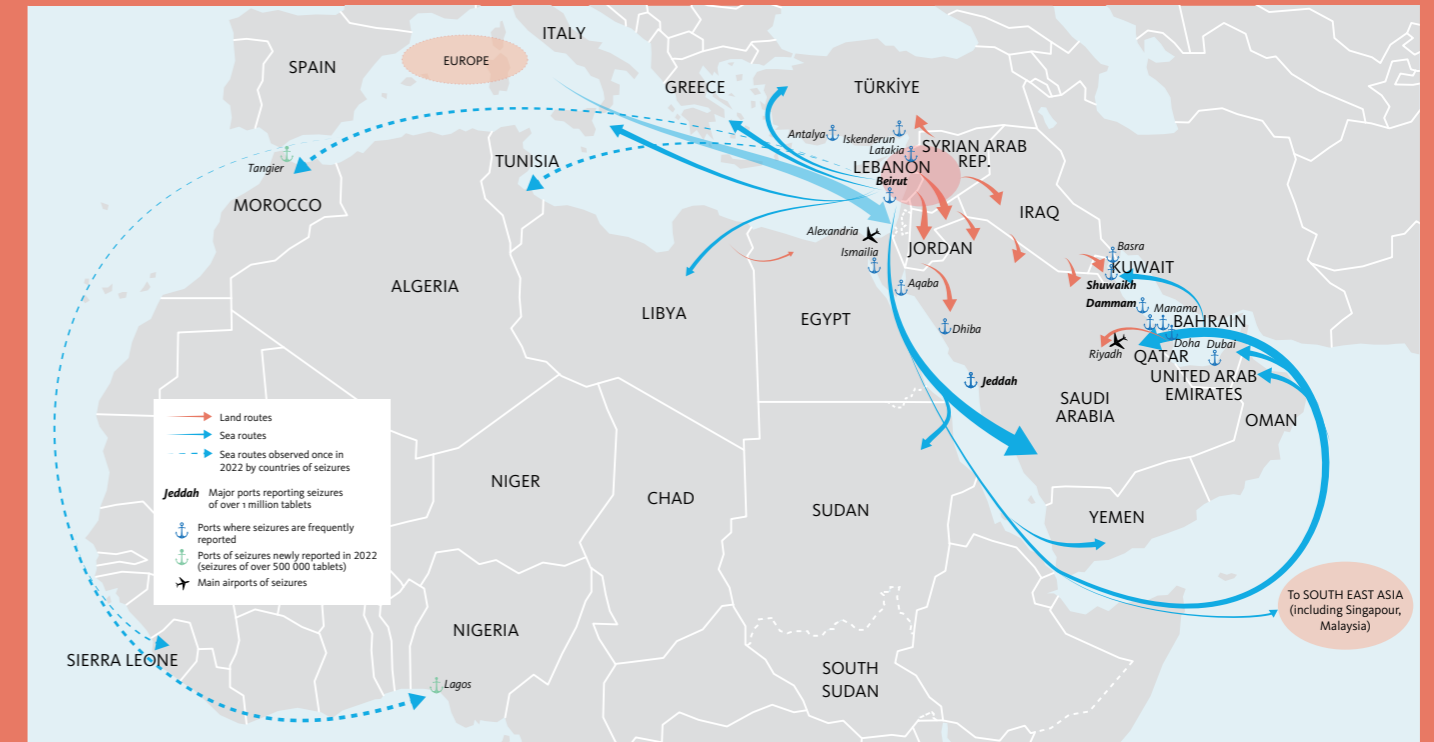 ITALY
SPAIN
EUROPE
GREECE
TÜRKİYE
Antalya
Iskenderun
Latakia
SYRIAN ARAB
REP.
TUNISIA
LEBANON
Beirut
Tangier
MOROCCO
IRAQ
Alexandria
Ismailia
JORDAN
Basra
KUWAIT
Shuwaikh
Aqaba
ALGERIA
LIBYA
EGYPT
Dammam
Manama
BAHRAIN
Dhiba
Doha
Dubai
Riyadh
QATAR
UNITED ARAB
EMIRATES
Jeddah
SAUDI
ARABIA
OMAN
Land routes
Sea routes
Sea routes observed once in
2022 by countries of seizures
Jeddah Major ports reporting seizures
of over 1 million tablets
Ports where seizures are frequently
reported
Ports of seizures newly reported in 2022
(seizures of over 500 000 tablets)
Main airports of seizures
NIGER
CHAD
SUDAN
YEMEN
To SOUTH EAST ASIA
(including Singapour,
Malaysia)
NIGERIA
SIERRA LEONE
Lagos
SOUTH
SUDAN